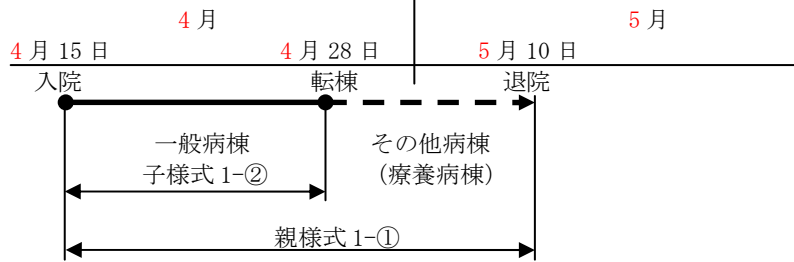 4月 5月
4月15日 4月28日 5月10日
入院 転棟 退院
一般病棟 その他病棟
子様式1-② （療養病棟）
親様式1-①